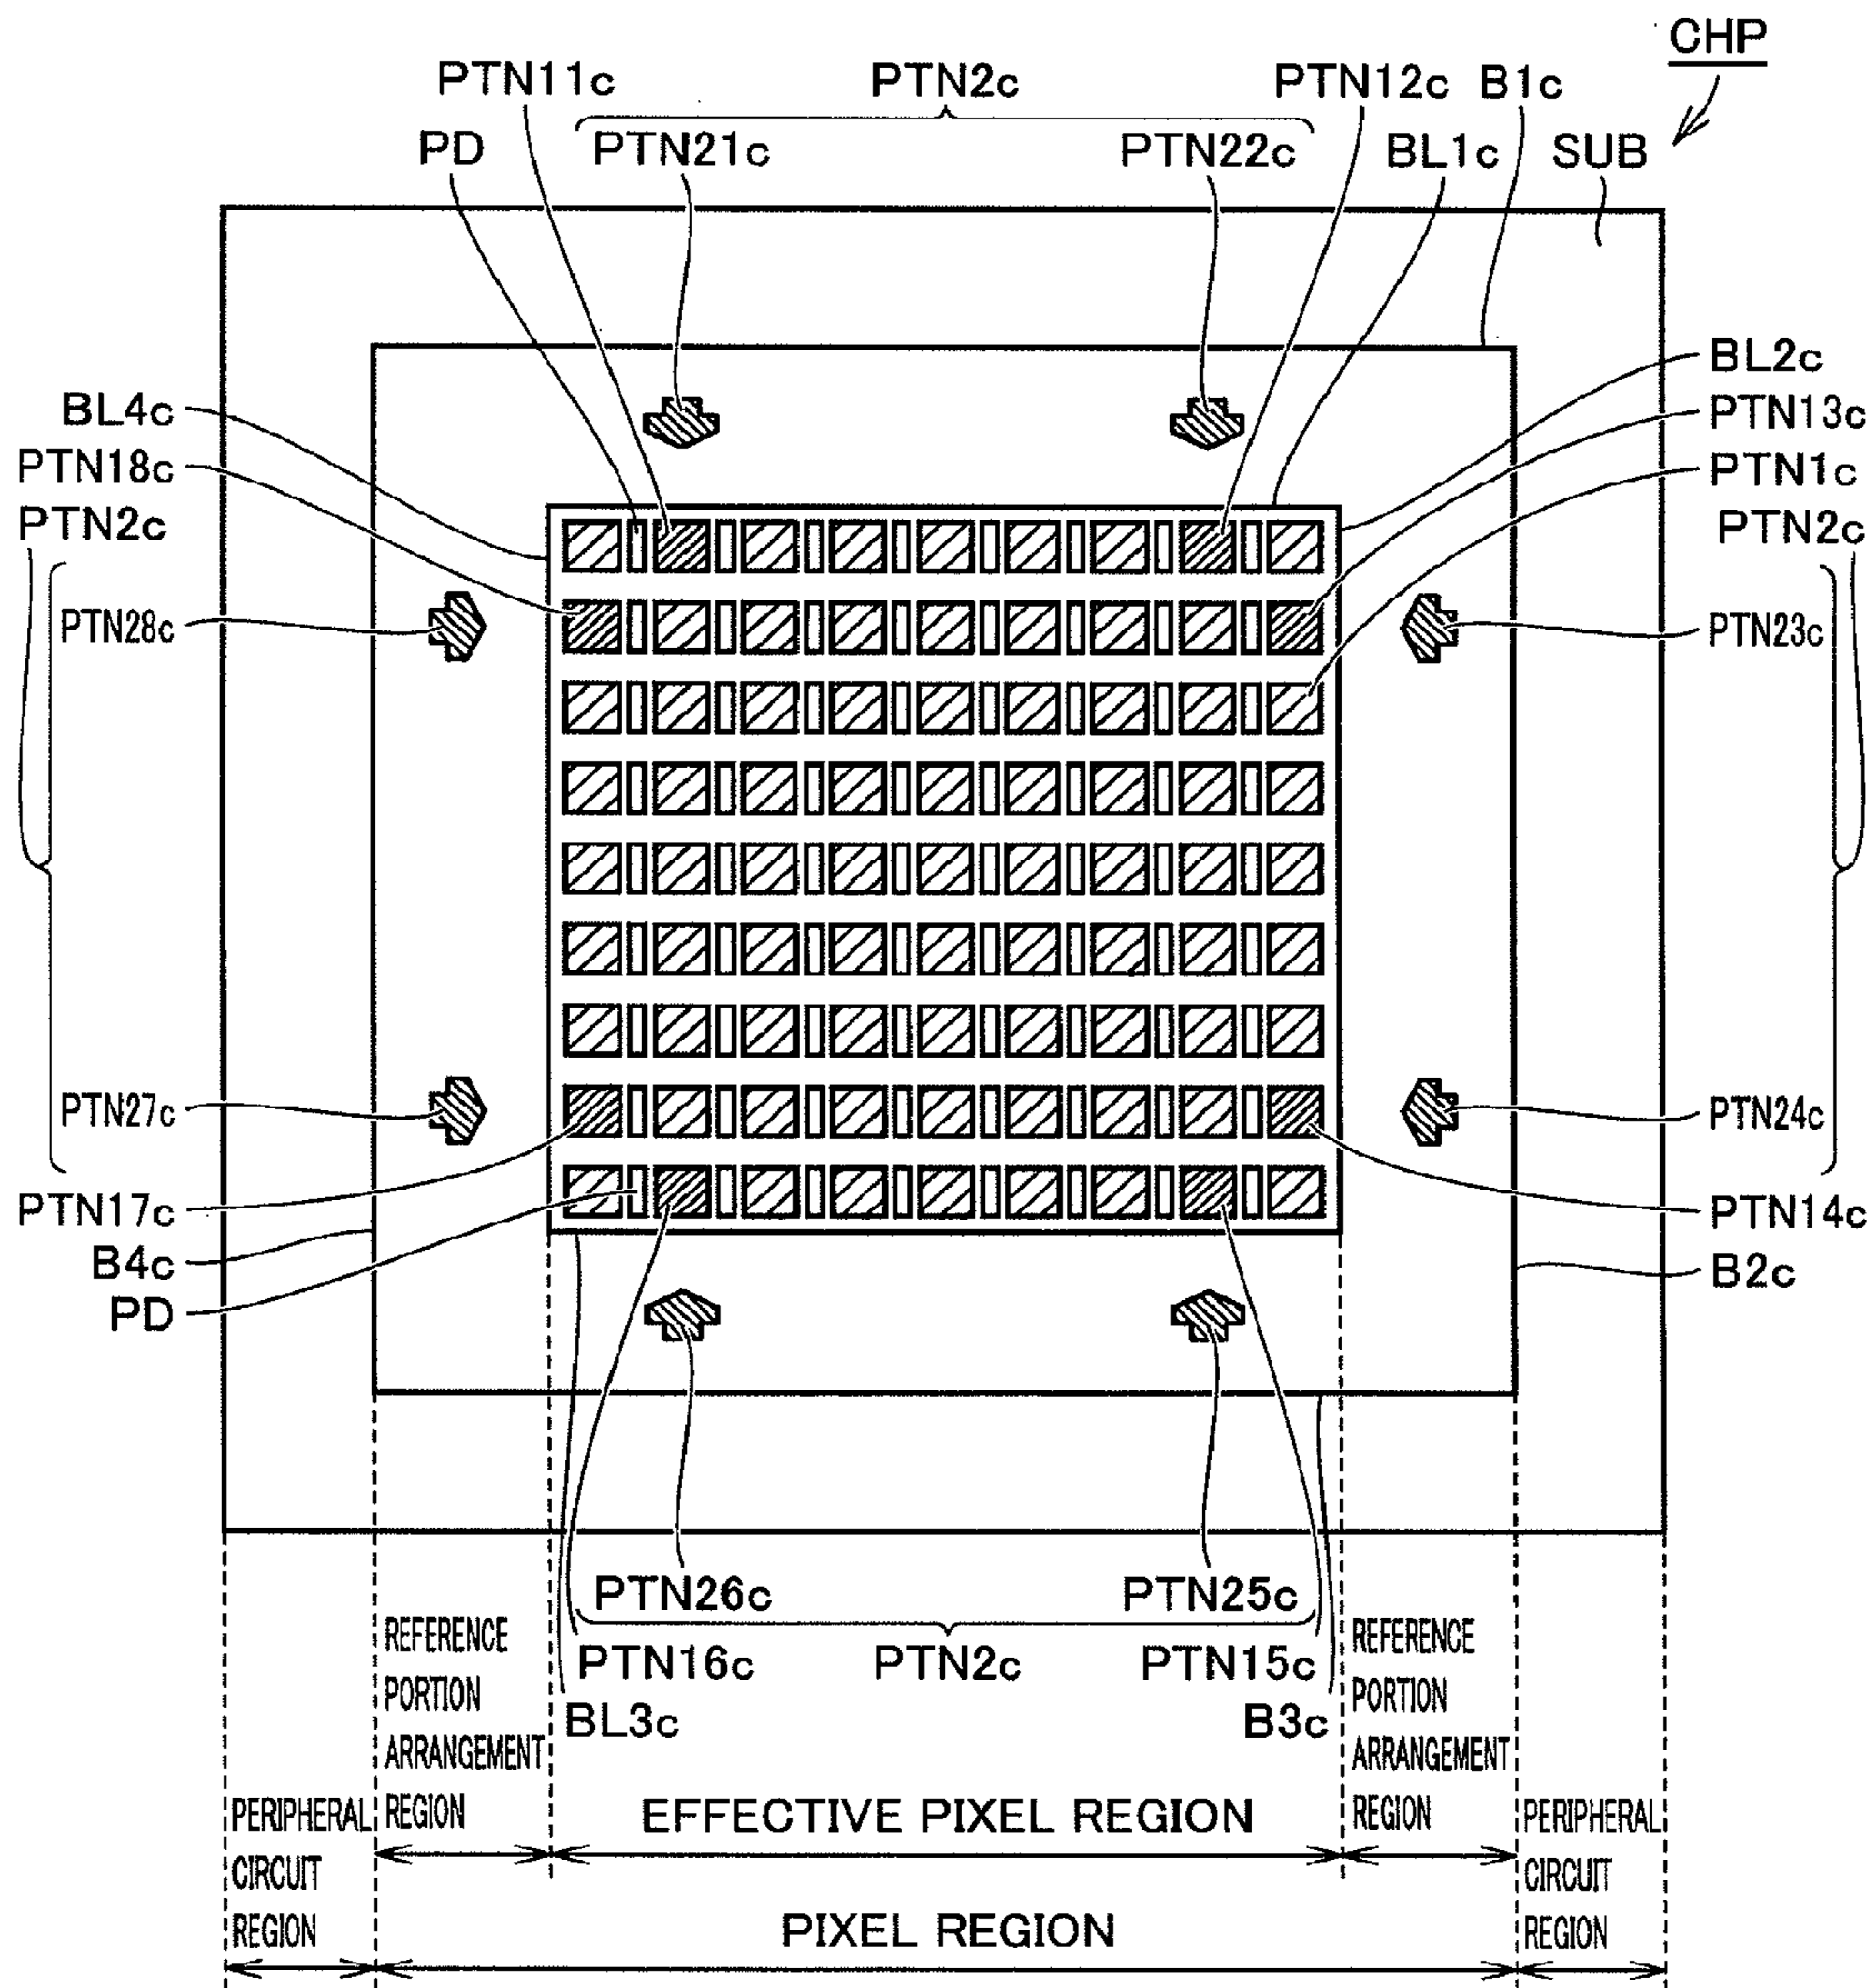 CHP
PTN11c
PTN2c
PTN12c
B1c
PD
PTN21c
PTN22c
BL1c
SUB
BL4c
BL2c
PTN18c
PTN13c
PTN2c
PTN1c
PTN2c
PTN28c
PTN23c
PTN27c
PTN24c
PTN17c
PTN14c
B4c
B2c
PD
PTN26c
PTN25c
PTN16c
PTN2c
PTN15c
BL3c
B3c
REFERENCE
PORTION
ARRANGEMENT
REGION
REFERENCE
PORTION
ARRANGEMENT
REGION
EFFECTIVE PIXEL REGION
PERIPHERAL
CIRCUIT
REGION
PERIPHERAL
CIRCUIT
REGION
PIXEL REGION